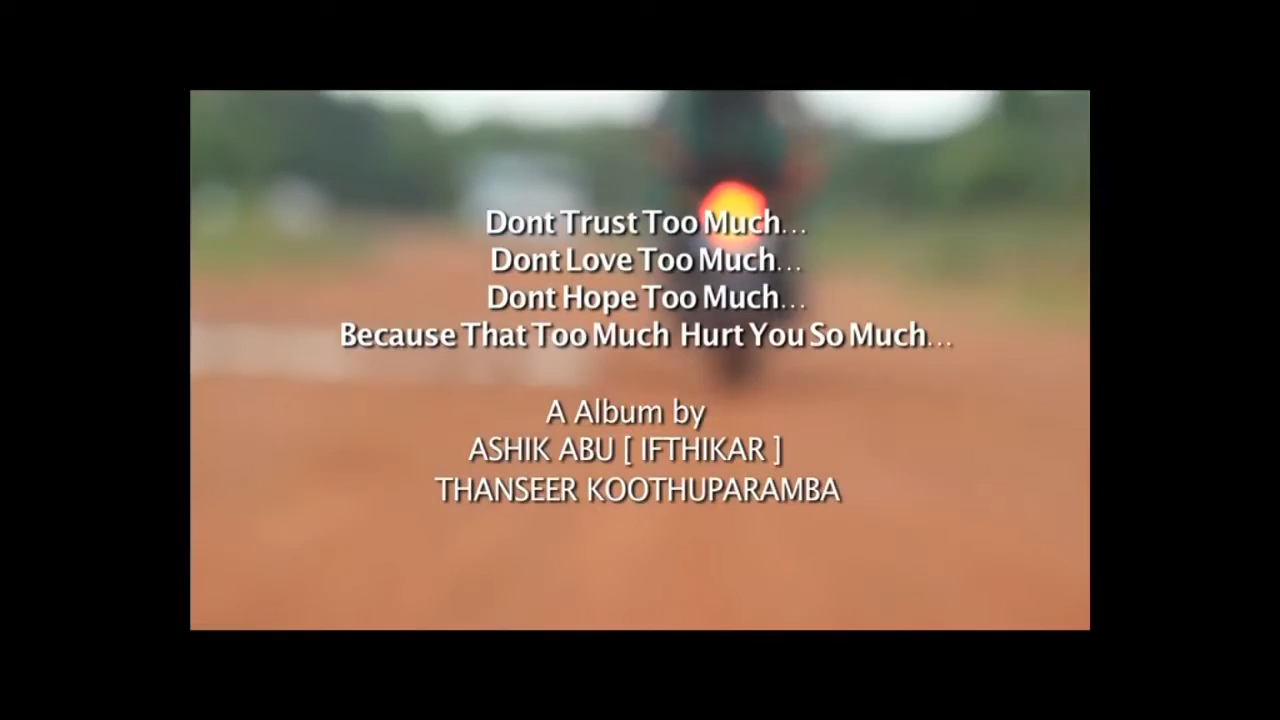 Dont Trust Too Much...
Dont Love Too Much...
Dont Hope Too Much...
Because That Too Much Hurt You So Much...
A Album by
ASHIK ABU [ IFTHIKAR ]
THANSEER KOOTHUPARAMBA